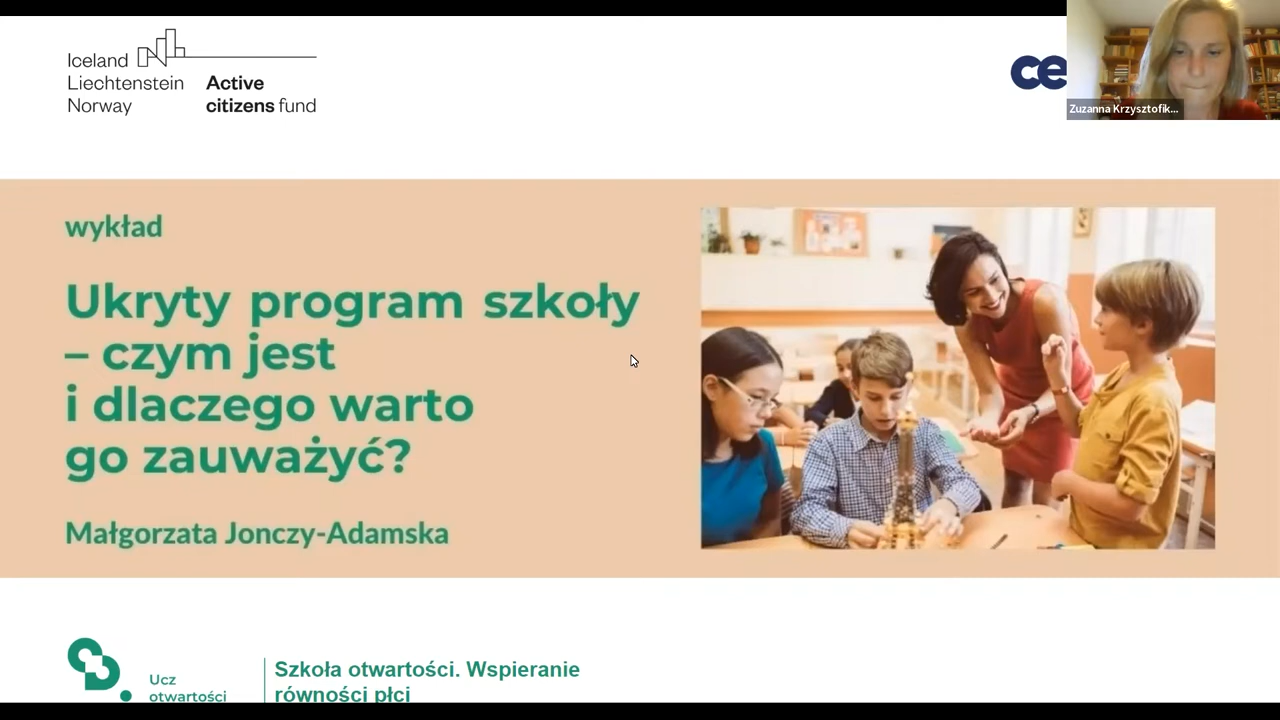 Iceland
Liechtenstein
Norway
Active
citizens fund
ce
Zuzanna Krzysztofik...
wykład
Ukryty program szkoły
– czym jest
i dlaczego warto
go zauważyć?
Małgorzata Jonczy-Adamska
Ucz
otwartości
Szkoła otwartości. Wspieranie
równości płci